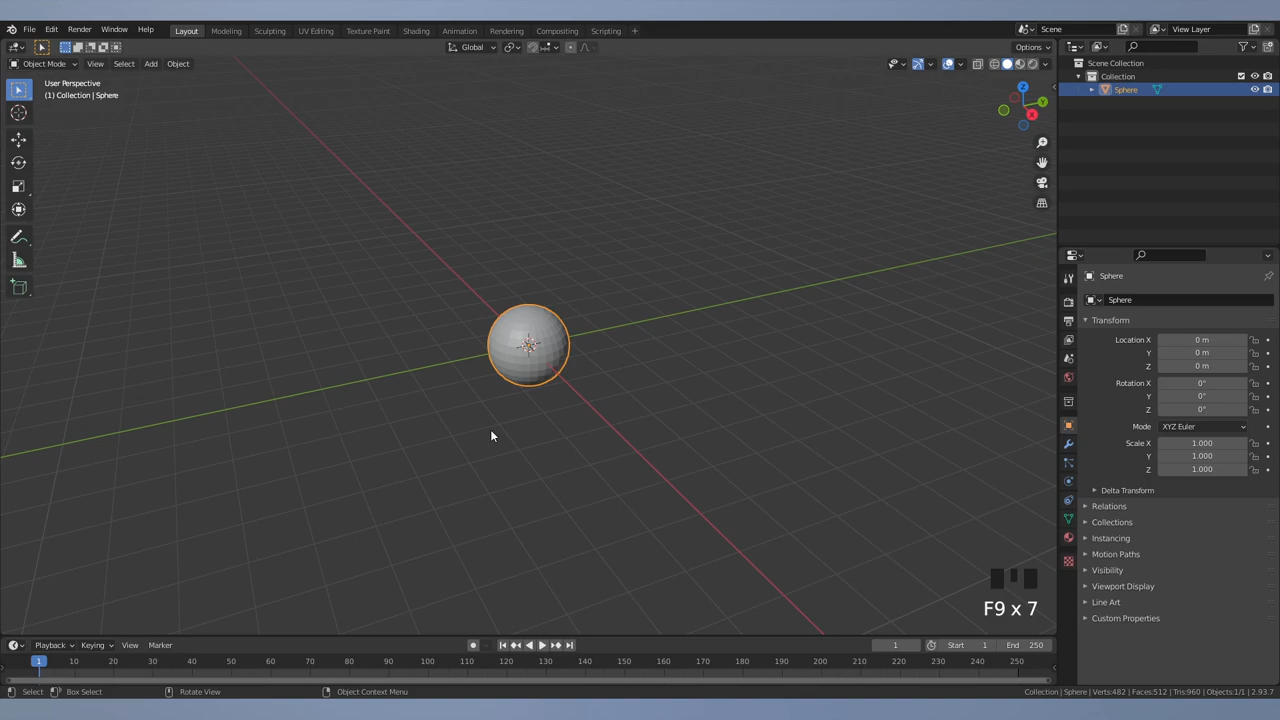 File Edit Render Window Help Layout Modeling Sculpting UV Editing Texture Paint Shading Animation Rendering Compositing Scripting + Scene View Layer
Global Options
Object Mode View Select Add Object
User Perspective
(1) Collection | Sphere
Scene Collection
Collection
Sphere
Z
Y
X
Sphere
Sphere
Transform
Location X 0 m
Y 0 m
Z 0 m
Rotation X 0°
Y 0°
Z 0°
Mode XYZ Euler
Scale X 1.000
Y 1.000
Z 1.000
Delta Transform
Relations
Collections
Instancing
Motion Paths
Visibility
Viewport Display
Line Art
Custom Properties
F9 x 7
Playback Keying View Marker 1 Start 1 End 250
1 10 20 30 40 50 60 70 80 90 100 110 120 130 140 150 160 170 180 190 200 210 220 230 240 250
Select Box Select Rotate View Object Context Menu Collection | Sphere | Verts:482 | Faces:512 | Tris:960 | Objects:1/1 | 2.93.7